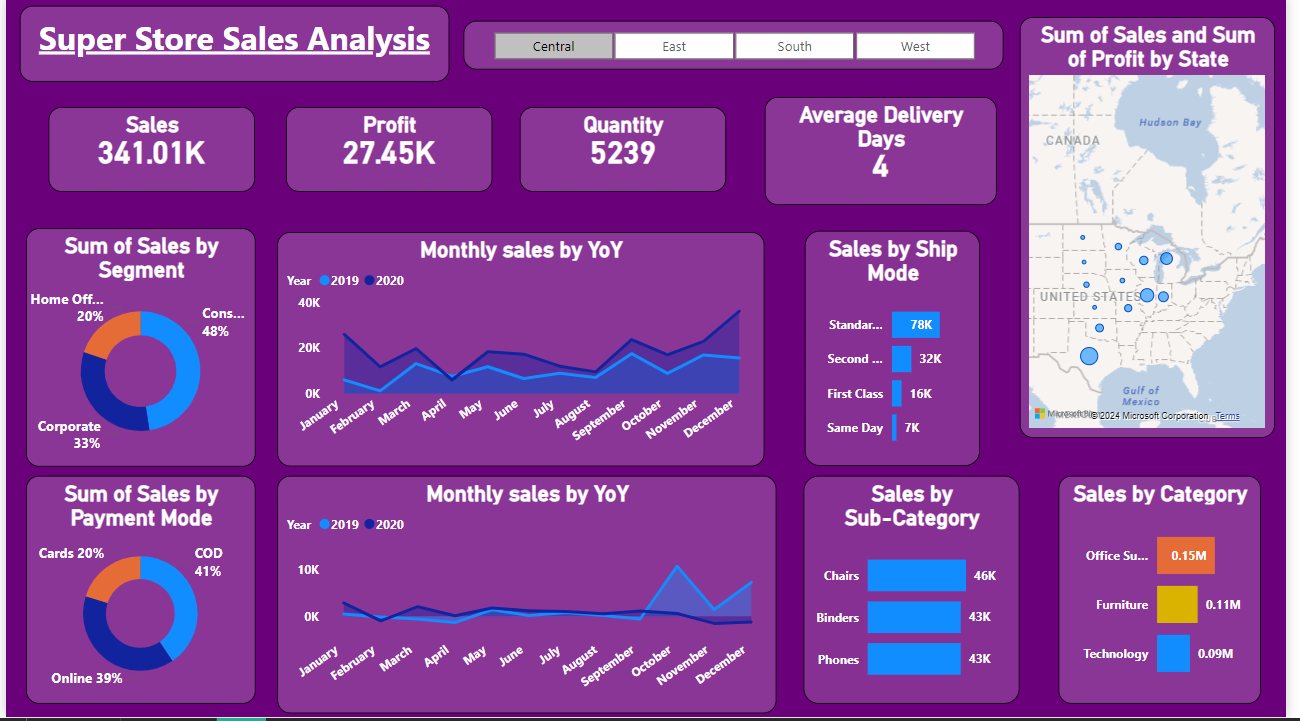 Super Store Sales Analysis
Central
East
South
West
Sales
341.01K
Profit
27.45K
Quantity
5239
Average Delivery
Days
4
Sum of Sales and Sum
of Profit by State
Hudson Bay
CANADA
UNITED STATES
Gulf of
Mexico
© 2024 Microsoft Corporation Terms
Sum of Sales by
Segment
Home Off...
20%
Cons...
48%
Corporate
33%
Monthly sales by YoY
Year 2019 2020
40K
20K
0K
January
February
March
April
May
June
July
August
September
October
November
December
Sales by Ship
Mode
Standar... 78K
Second ... 32K
First Class 16K
Same Day 7K
Sum of Sales by
Payment Mode
Cards 20%
COD
41%
Online 39%
Monthly sales by YoY
Year 2019 2020
10K
0K
January
February
March
April
May
June
July
August
September
October
November
December
Sales by
Sub-Category
Chairs 46K
Binders 43K
Phones 43K
Sales by Category
Office Su... 0.15M
Furniture 0.11M
Technology 0.09M